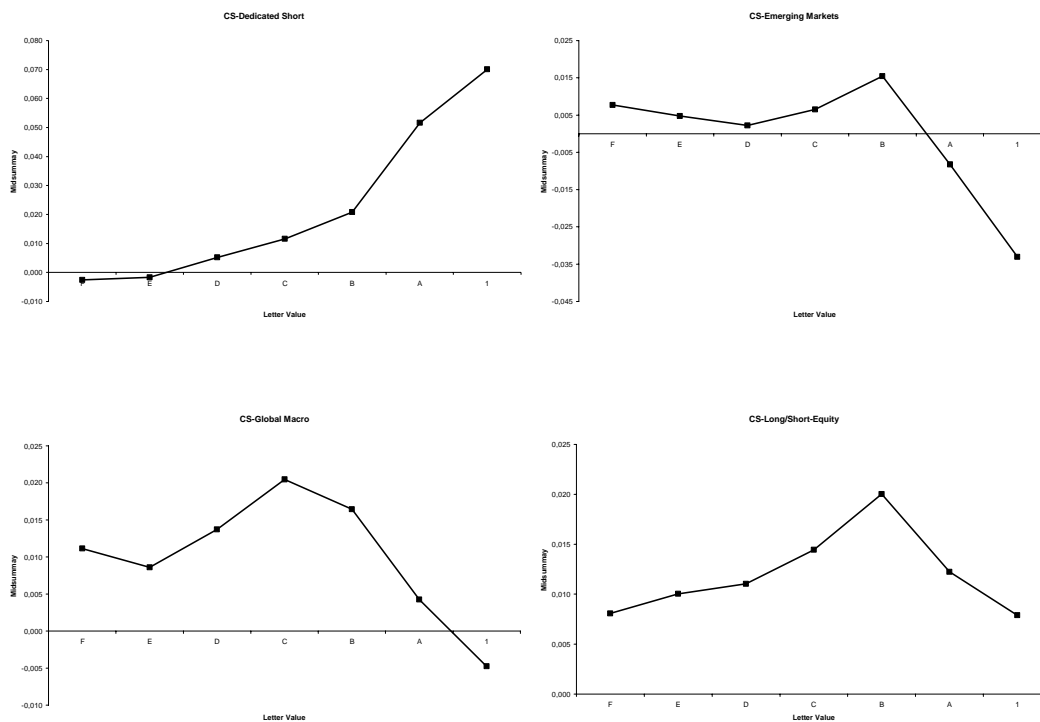 CS-Dedicated Short
Midsummay
0,080
0,070
0,060
0,050
0,040
0,030
0,020
0,010
0,000
-0,010
F E D C B A 1
Letter Value
CS-Emerging Markets
Midsummay
0,025
0,015
0,005
-0,005
-0,015
-0,025
-0,035
-0,045
F E D C B A 1
Letter Value
CS-Global Macro
Midsummay
0,025
0,020
0,015
0,010
0,005
0,000
-0,005
-0,010
F E D C B A 1
Letter Value
CS-Long/Short-Equity
Midsummay
0,025
0,020
0,015
0,010
0,005
0,000
F E D C B A 1
Letter Value